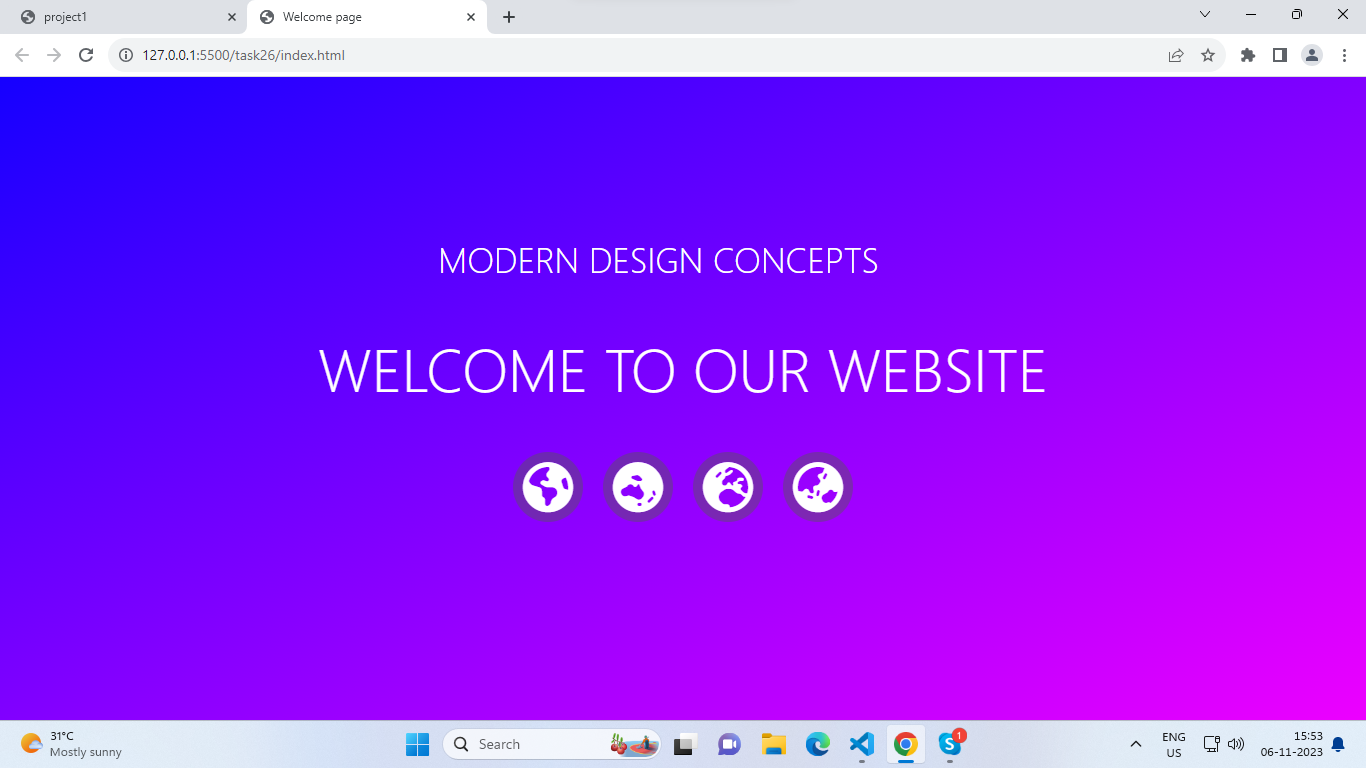 project1
Welcome page
127.0.0.1:5500/task26/index.html
MODERN DESIGN CONCEPTS
WELCOME TO OUR WEBSITE
31°C
Mostly sunny
Search
1
ENG
US
15:53
06-11-2023